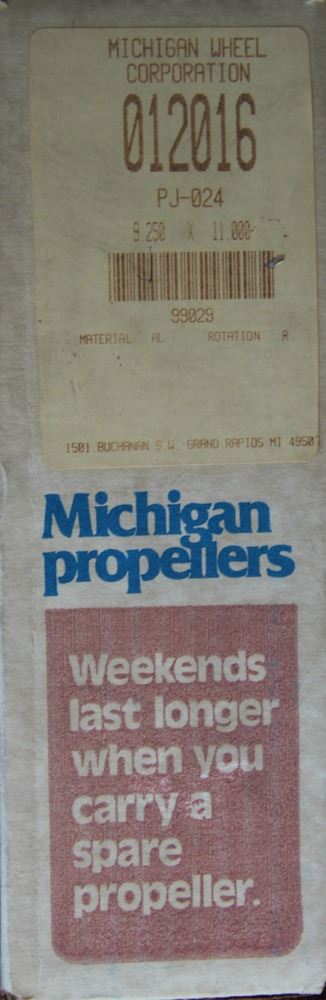 MICHIGAN WHEEL
CORPORATION
012016
PJ-024
9.250 X 11.000
99029
MATERIAL AL ROTATION R
1501 BUCHANAN S W GRAND RAPIDS MI 4950
Michigan
propellers
Weekends
last longer
when you
carry a
spare
propeller.